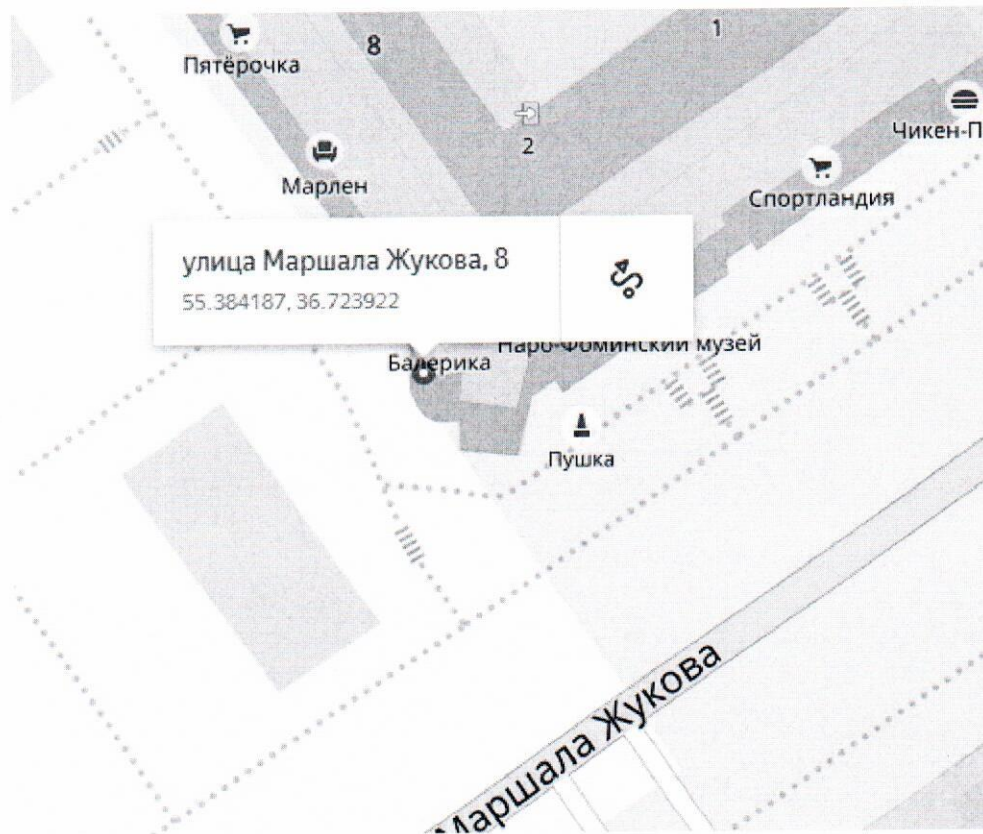 8
1
Пятёрочка
Чикен-П
2
Марлен
Спортландия
улица Маршала Жукова, 8
55.384187, 36.723922
Наро-Фоминский музей
Балерика
Пушка
Маршала Жукова